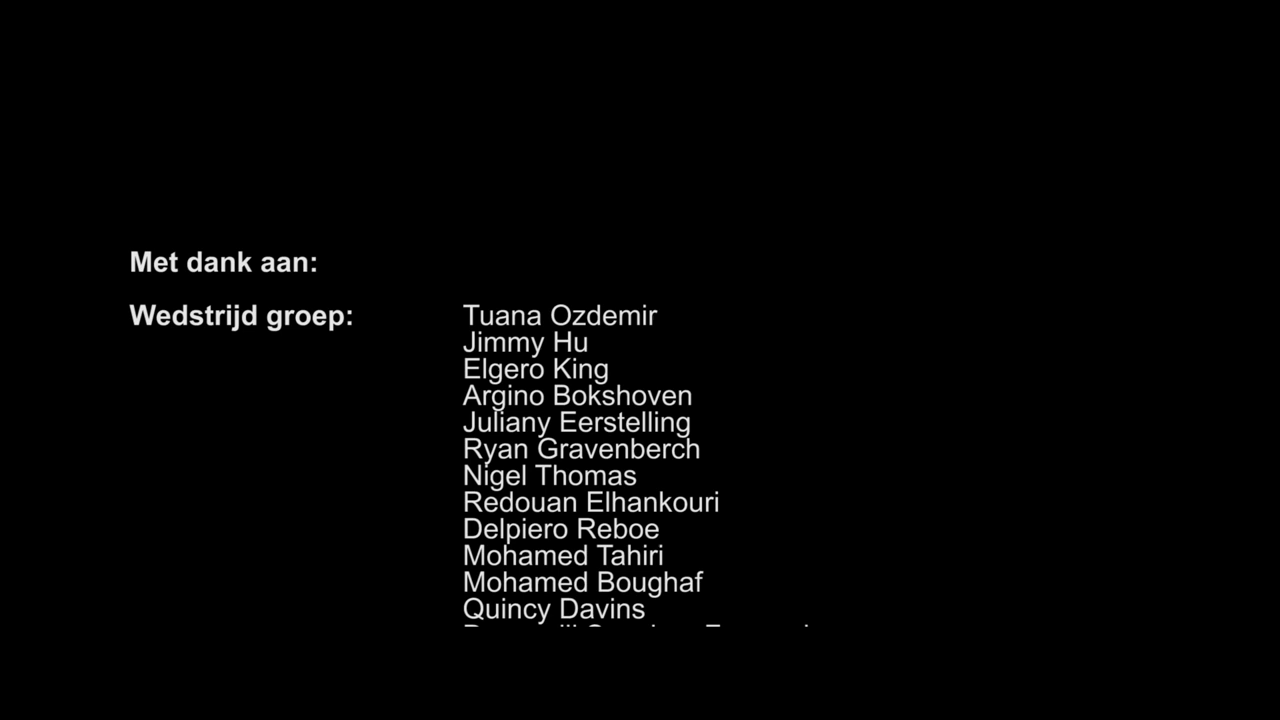 Met dank aan:
Wedstrijd groep: Tuana Ozdemir
Jimmy Hu
Elgero King
Argino Bokshoven
Juliany Eerstelling
Ryan Gravenberch
Nigel Thomas
Redouan Elhankouri
Delpiero Reboe
Mohamed Tahiri
Mohamed Boughaf
Quincy Davins